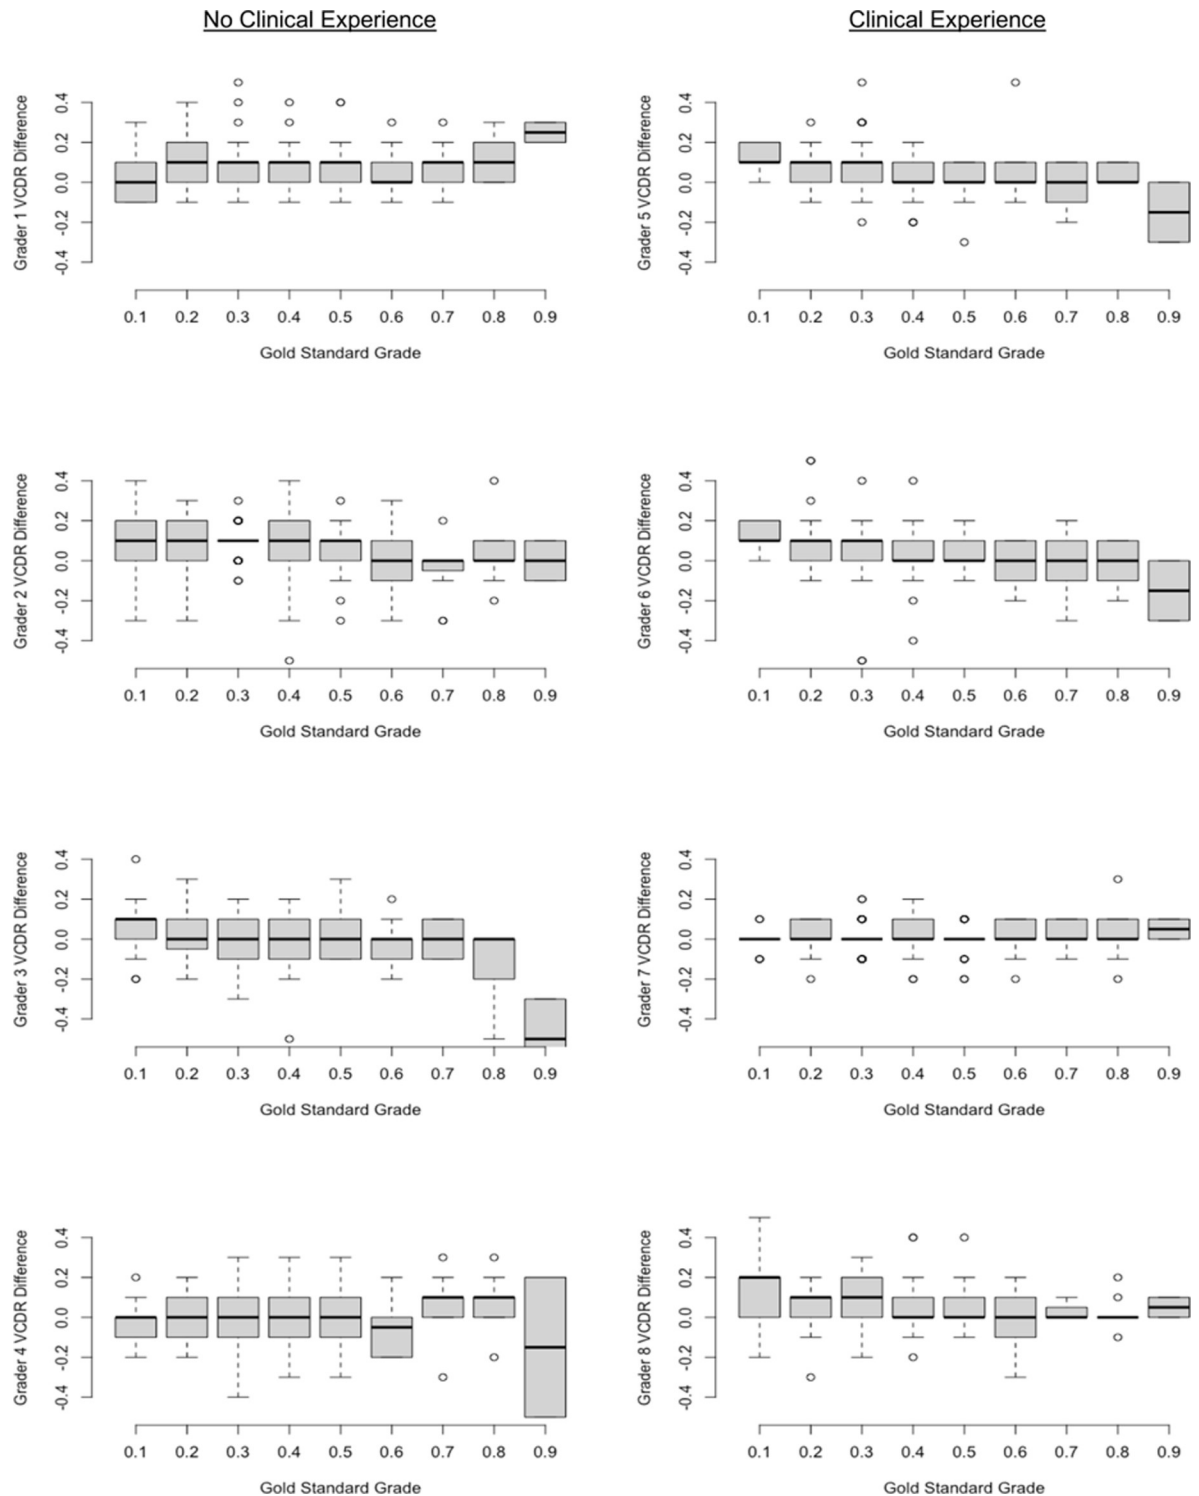 No Clinical Experience
Clinical Experience
Grader 1 VCDR Difference
0.4
0.2
0.0
-0.2
-0.4
0.1 0.2 0.3 0.4 0.5 0.6 0.7 0.8 0.9
Gold Standard Grade
Grader 5 VCDR Difference
0.4
0.2
0.0
-0.2
-0.4
0.1 0.2 0.3 0.4 0.5 0.6 0.7 0.8 0.9
Gold Standard Grade
Grader 2 VCDR Difference
0.4
0.2
0.0
-0.2
-0.4
0.1 0.2 0.3 0.4 0.5 0.6 0.7 0.8 0.9
Gold Standard Grade
Grader 6 VCDR Difference
0.4
0.2
0.0
-0.2
-0.4
0.1 0.2 0.3 0.4 0.5 0.6 0.7 0.8 0.9
Gold Standard Grade
Grader 3 VCDR Difference
0.4
0.2
0.0
-0.2
-0.4
0.1 0.2 0.3 0.4 0.5 0.6 0.7 0.8 0.9
Gold Standard Grade
Grader 7 VCDR Difference
0.4
0.2
0.0
-0.2
-0.4
0.1 0.2 0.3 0.4 0.5 0.6 0.7 0.8 0.9
Gold Standard Grade
Grader 4 VCDR Difference
0.4
0.2
0.0
-0.2
-0.4
0.1 0.2 0.3 0.4 0.5 0.6 0.7 0.8 0.9
Gold Standard Grade
Grader 8 VCDR Difference
0.4
0.2
0.0
-0.2
-0.4
0.1 0.2 0.3 0.4 0.5 0.6 0.7 0.8 0.9
Gold Standard Grade